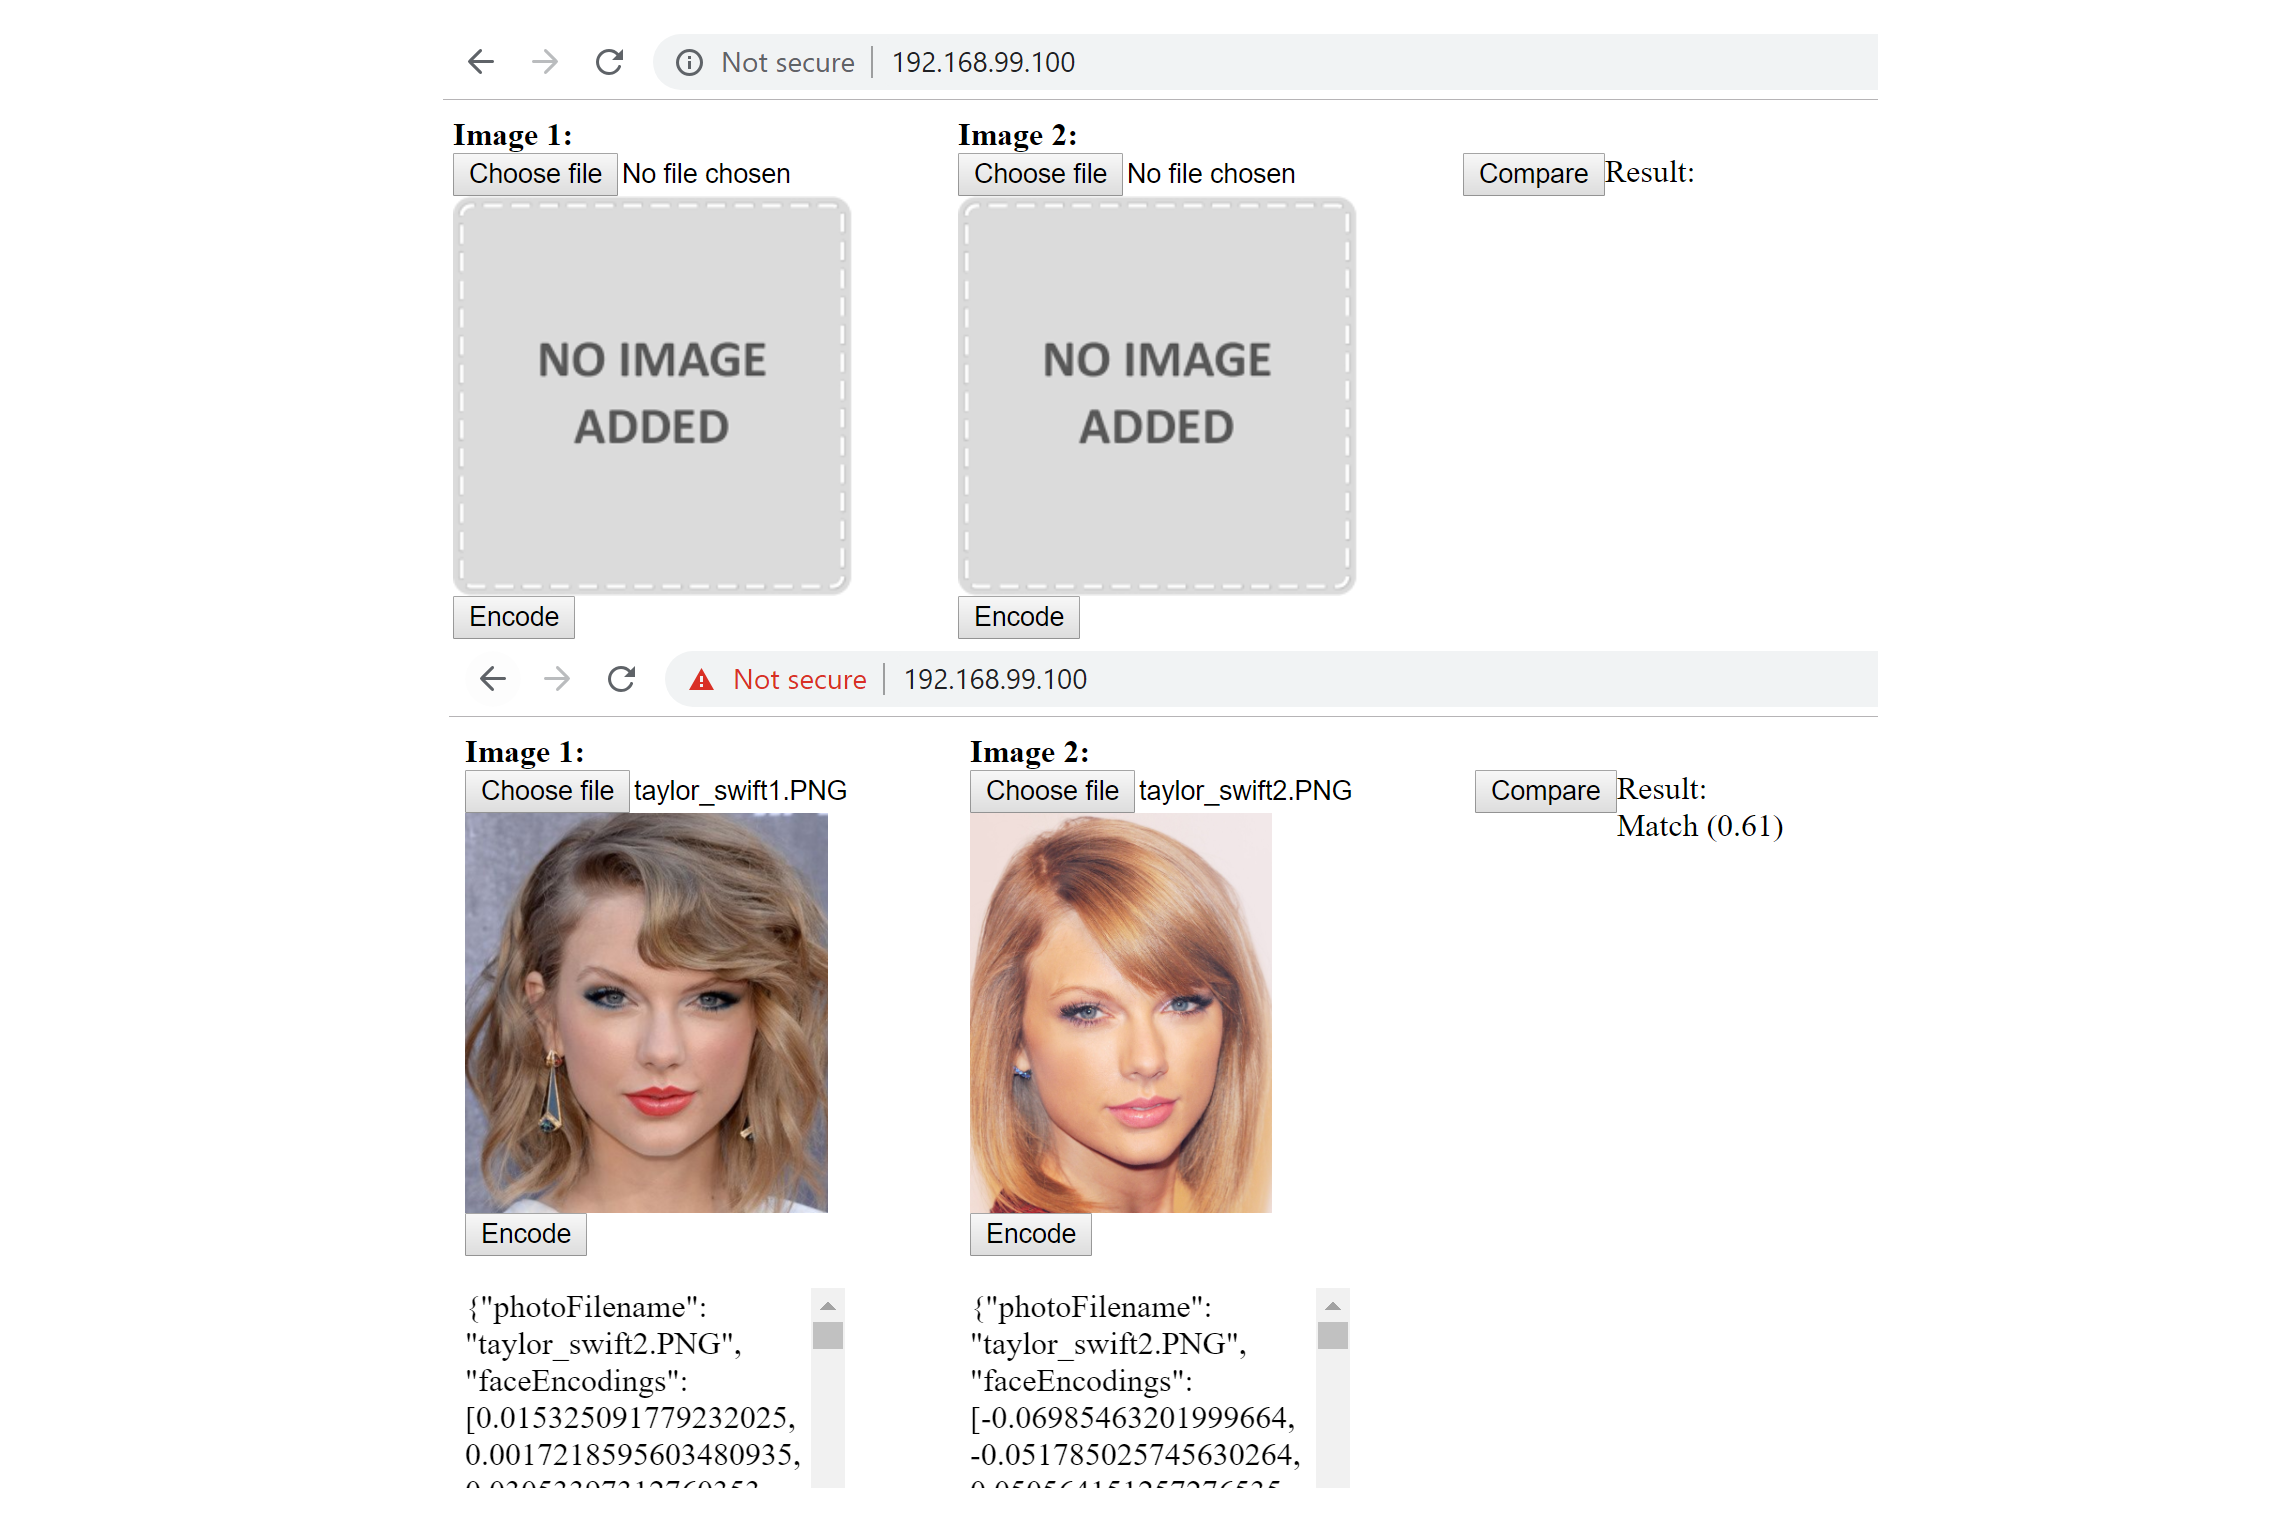 Not secure | 192.168.99.100
Image 1:
Choose file No file chosen
NO IMAGE
ADDED
Encode
Image 2:
Choose file No file chosen
NO IMAGE
ADDED
Encode
Compare Result:
Not secure | 192.168.99.100
Image 1:
Choose file taylor_swift1.PNG
Encode
{"photoFilename":
"taylor_swift2.PNG",
"faceEncodings":
[0.015325091779232025,
0.0017218595603480935,
Image 2:
Choose file taylor_swift2.PNG
Encode
{"photoFilename":
"taylor_swift2.PNG",
"faceEncodings":
[-0.06985463201999664,
-0.051785025745630264,
Compare Result:
Match (0.61)